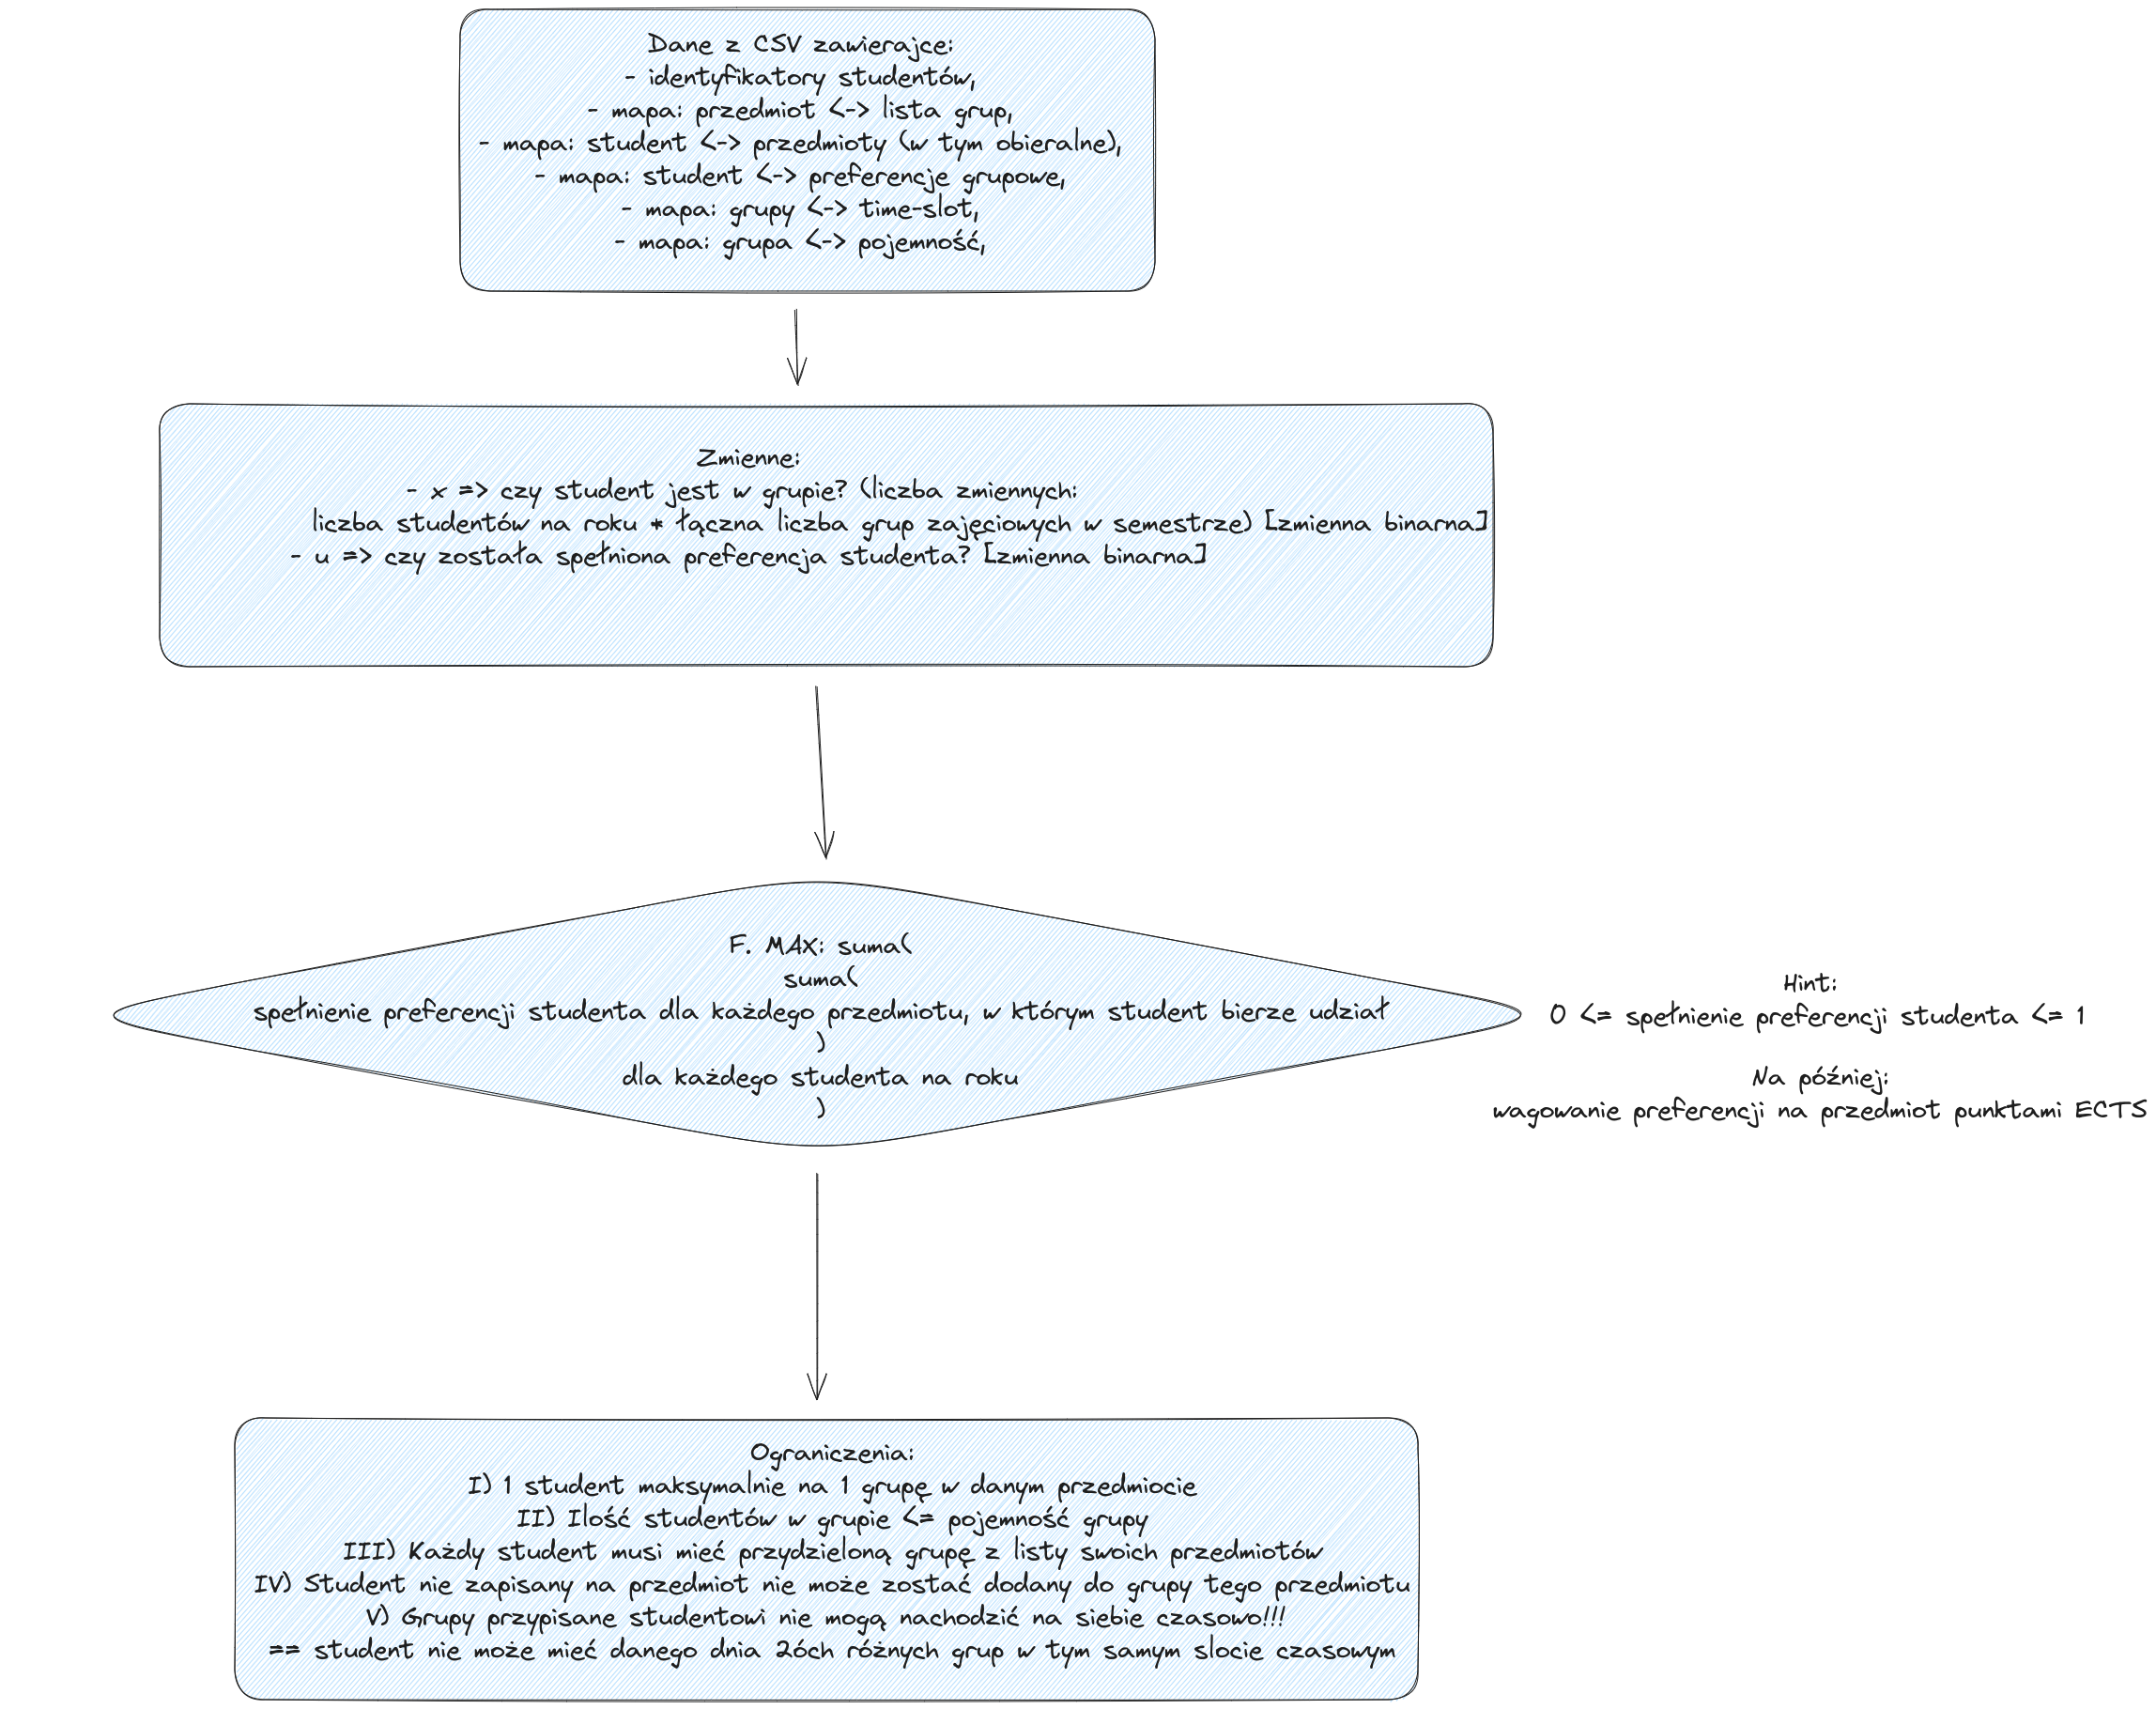 Dane z CSV zawierajce:
- identyfikatory studentów,
- mapa: przedmiot <-> lista grup,
- mapa: student <-> przedmioty (w tym obieralne),
- mapa: student <-> preferencje grupowe,
- mapa: grupy <-> time-slot,
- mapa: grupa <-> pojemność,
Zmienne:
- x => czy student jest w grupie? (liczba zmiennych:
liczba studentów na roku * łączna liczba grup zajęciowych w semestrze) [zmienna binarna]
- u => czy została spełniona preferencja studenta? [zmienna binarna]
F. MAX: suma(
suma(
spełnienie preferencji studenta dla każdego przedmiotu, w którym student bierze udział
)
dla każdego studenta na roku
)
Hint:
0 <= spełnienie preferencji studenta <= 1
Na później:
wagowanie preferencji na przedmiot punktami ECTS
Ograniczenia:
I) 1 student maksymalnie na 1 grupę w danym przedmiocie
II) Ilość studentów w grupie <= pojemność grupy
III) Każdy student musi mieć przydzieloną grupę z listy swoich przedmiotów
IV) Student nie zapisany na przedmiot nie może zostać dodany do grupy tego przedmiotu
V) Grupy przypisane studentowi nie mogą nachodzić na siebie czasowo!!!
== student nie może mieć danego dnia 2óch różnych grup w tym samym slocie czasowym